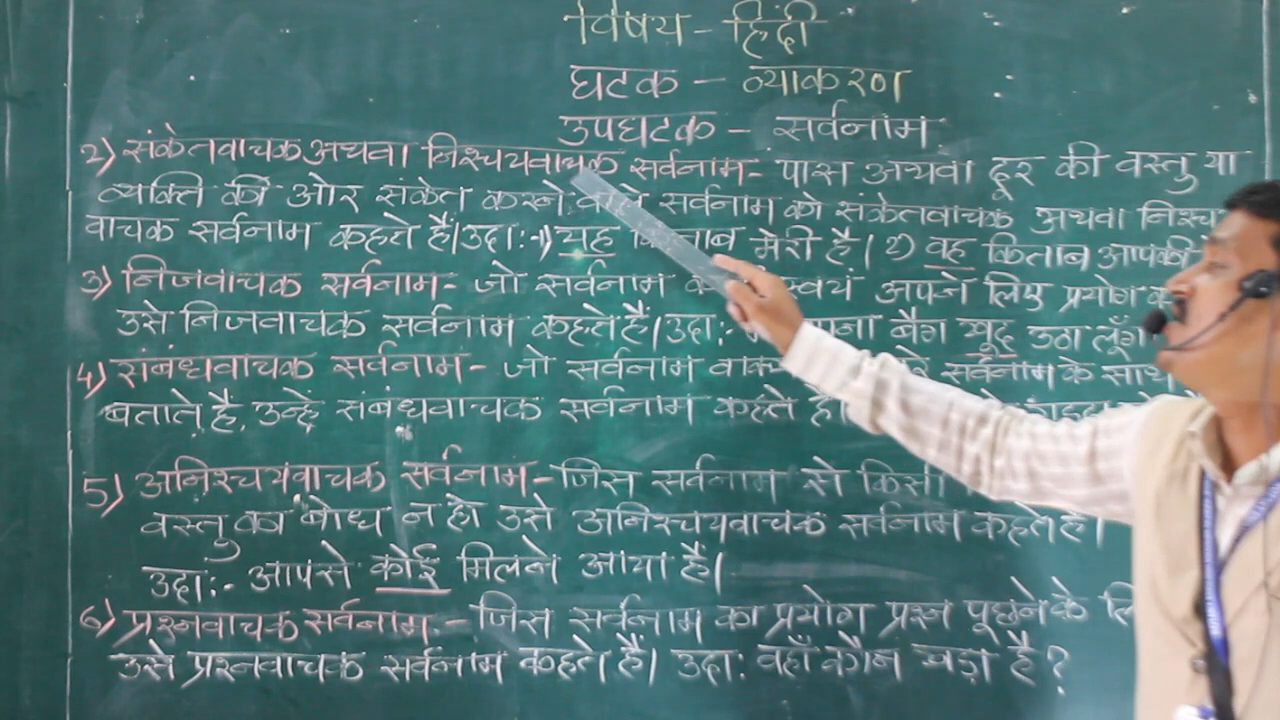 विषय - हिंदी
घटक - व्याकरण
उपघटक - सर्वनाम
2) संकेतवाचक अथवा निश्चयवाचक सर्वनाम - पास अथवा दूर की वस्तु या
व्यक्ति की ओर संकेत करने वाले सर्वनाम को संकेतवाचक अथवा
वाचक सर्वनाम कहते है। उदा:- 1) यह मेरी है। 2) वह किताब आपकी
3) निजवाचक सर्वनाम - जो सर्वनाम स्वयं अपने लिए प्रयोग
उसे निजवाचक सर्वनाम कहते हैं। उदा: बैग खुद उठा लूँगा
4) संबंधवाचक सर्वनाम - जो सर्वनाम सर्वनाम के साथ
बताते है, उन्हें संबंधवाचक सर्वनाम कहते
5) अनिश्चयवाचक सर्वनाम - जिस सर्वनाम से किसी
वस्तु का बोध न हो उसे अनिश्चयवाचक सर्वनाम कहते है।
उदा:- आपसे कोई मिलने आया है।
6) प्रश्नवाचक सर्वनाम - जिस सर्वनाम का प्रयोग प्रश्न पूछने के
उसे प्रश्नवाचक सर्वनाम कहते हैं। उदा: वहाँ कौन खड़ा है?